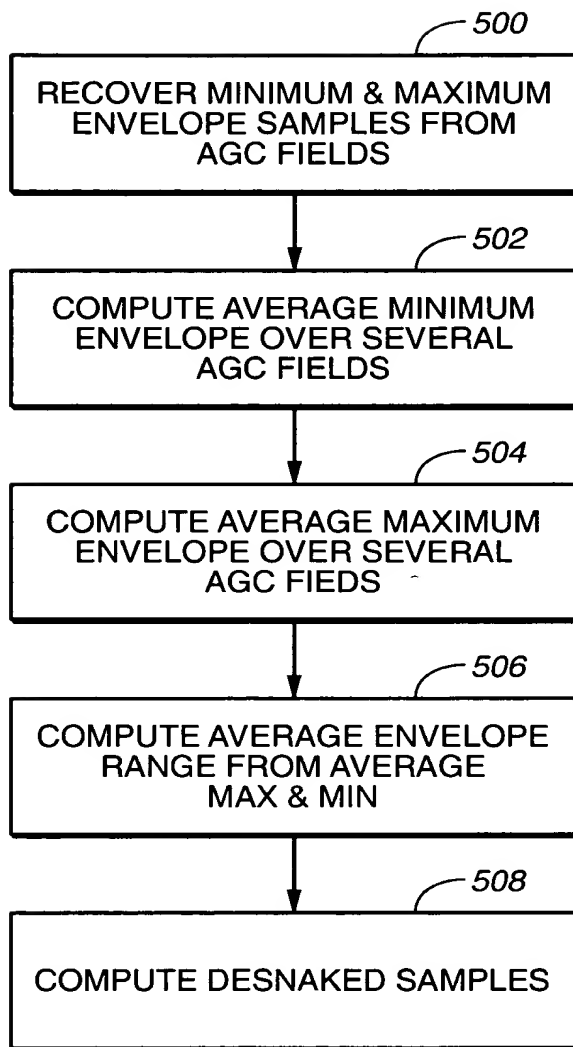 500
RECOVER MINIMUM & MAXIMUM
ENVELOPE SAMPLES FROM
AGC FIELDS
502
COMPUTE AVERAGE MINIMUM
ENVELOPE OVER SEVERAL
AGC FIELDS
504
COMPUTE AVERAGE MAXIMUM
ENVELOPE OVER SEVERAL
AGC FIEDS
506
COMPUTE AVERAGE ENVELOPE
RANGE FROM AVERAGE
MAX & MIN
508
COMPUTE DESNAKED SAMPLES